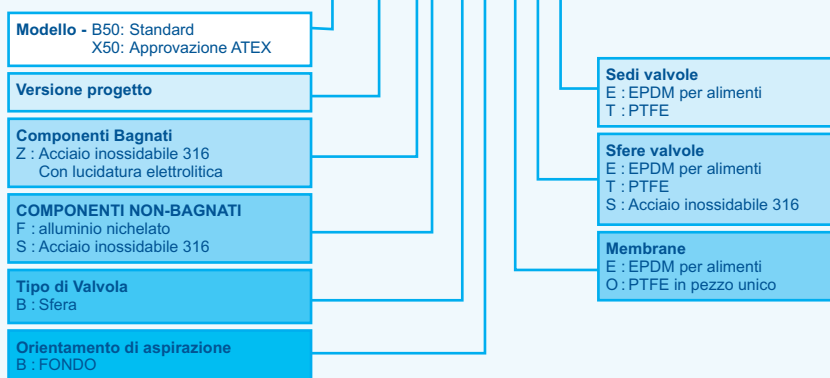 Modello - B50: Standard
X50: Approvazione ATEX
Versione progetto
Componenti Bagnati
Z : Acciaio inossidabile 316
Con lucidatura elettrolitica
COMPONENTI NON-BAGNATI
F : alluminio nichelato
S : Acciaio inossidabile 316
Tipo di Valvola
B : Sfera
Orientamento di aspirazione
B : FONDO
Sedi valvole
E : EPDM per alimenti
T : PTFE
Sfere valvole
E : EPDM per alimenti
T : PTFE
S : Acciaio inossidabile 316
Membrane
E : EPDM per alimenti
O : PTFE in pezzo unico